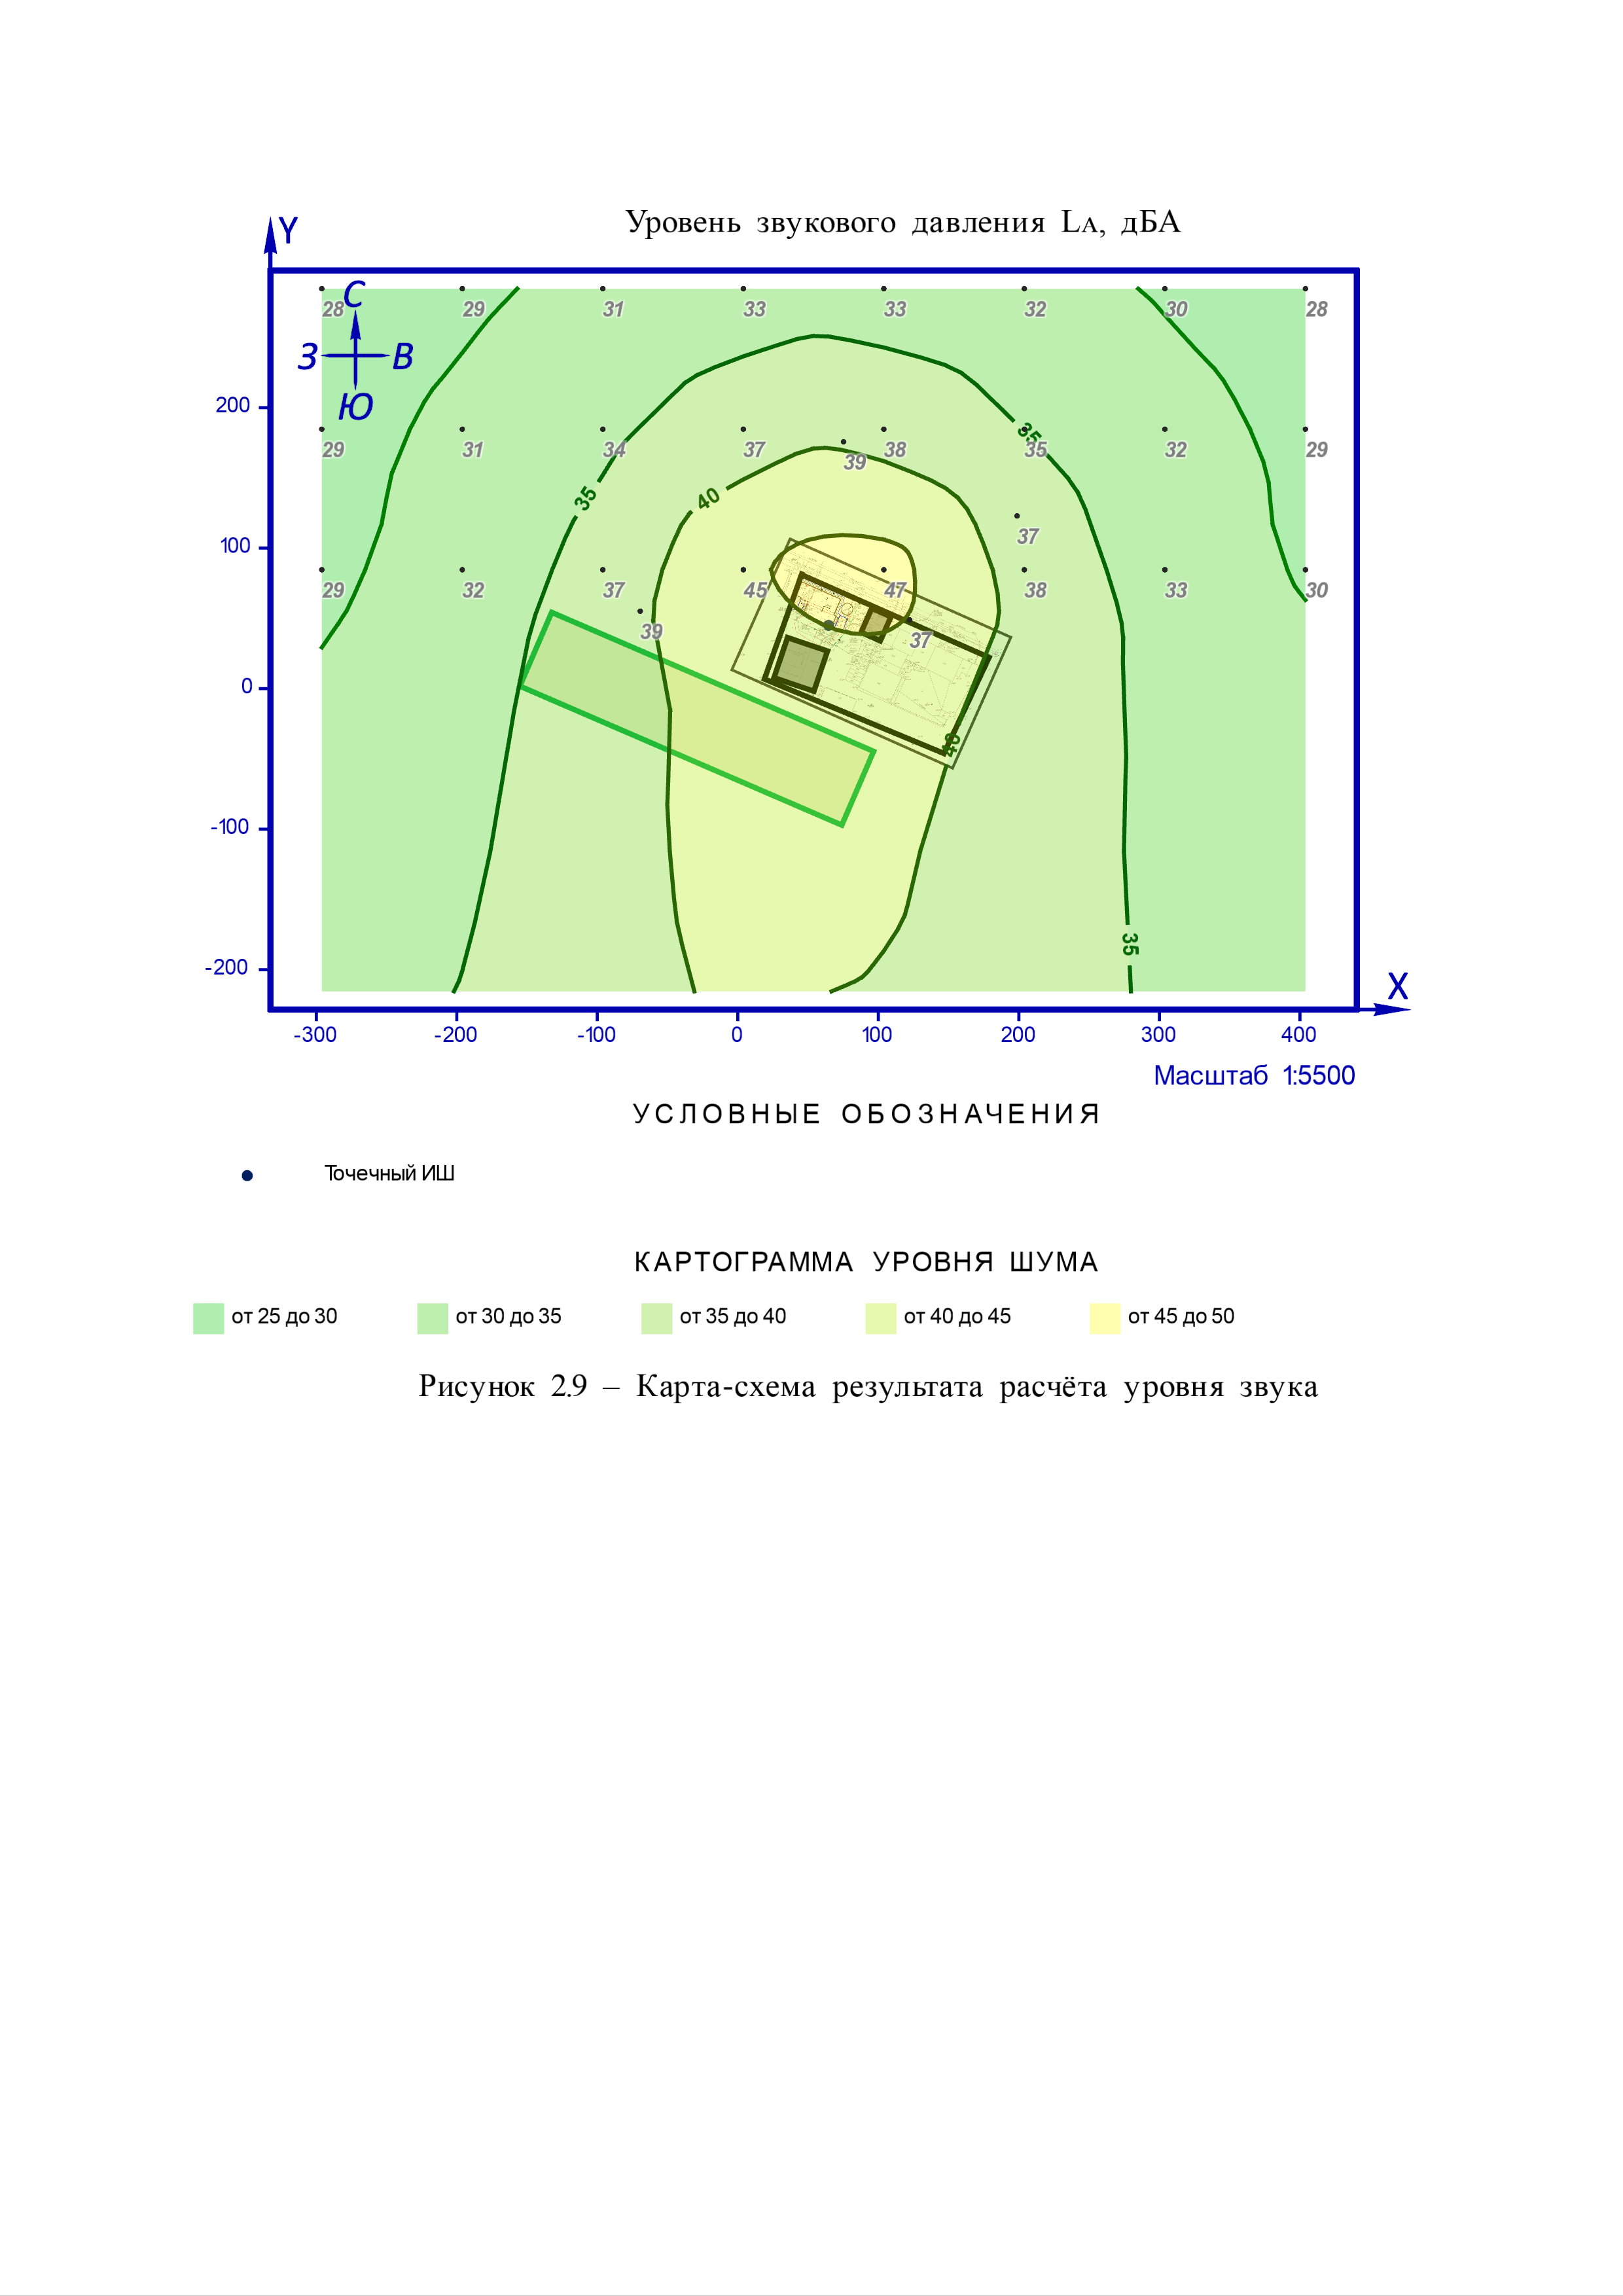 Уровень звукового давления LА, дБА
Y
28 29 31 33 33 32 30 28
С
З В
Ю
200
29 31 34 37 39 38 35 35 32 29
35 40
100
37
29 32 37 45 47 38 33 30
39 37
0
40
-100
35
-200
X
-300 -200 -100 0 100 200 300 400
Масштаб 1:5500
УСЛОВНЫЕ ОБОЗНАЧЕНИЯ
Точечный ИШ
КАРТОГРАММА УРОВНЯ ШУМА
от 25 до 30 от 30 до 35 от 35 до 40 от 40 до 45 от 45 до 50
Рисунок 2.9 – Карта-схема результата расчёта уровня звука